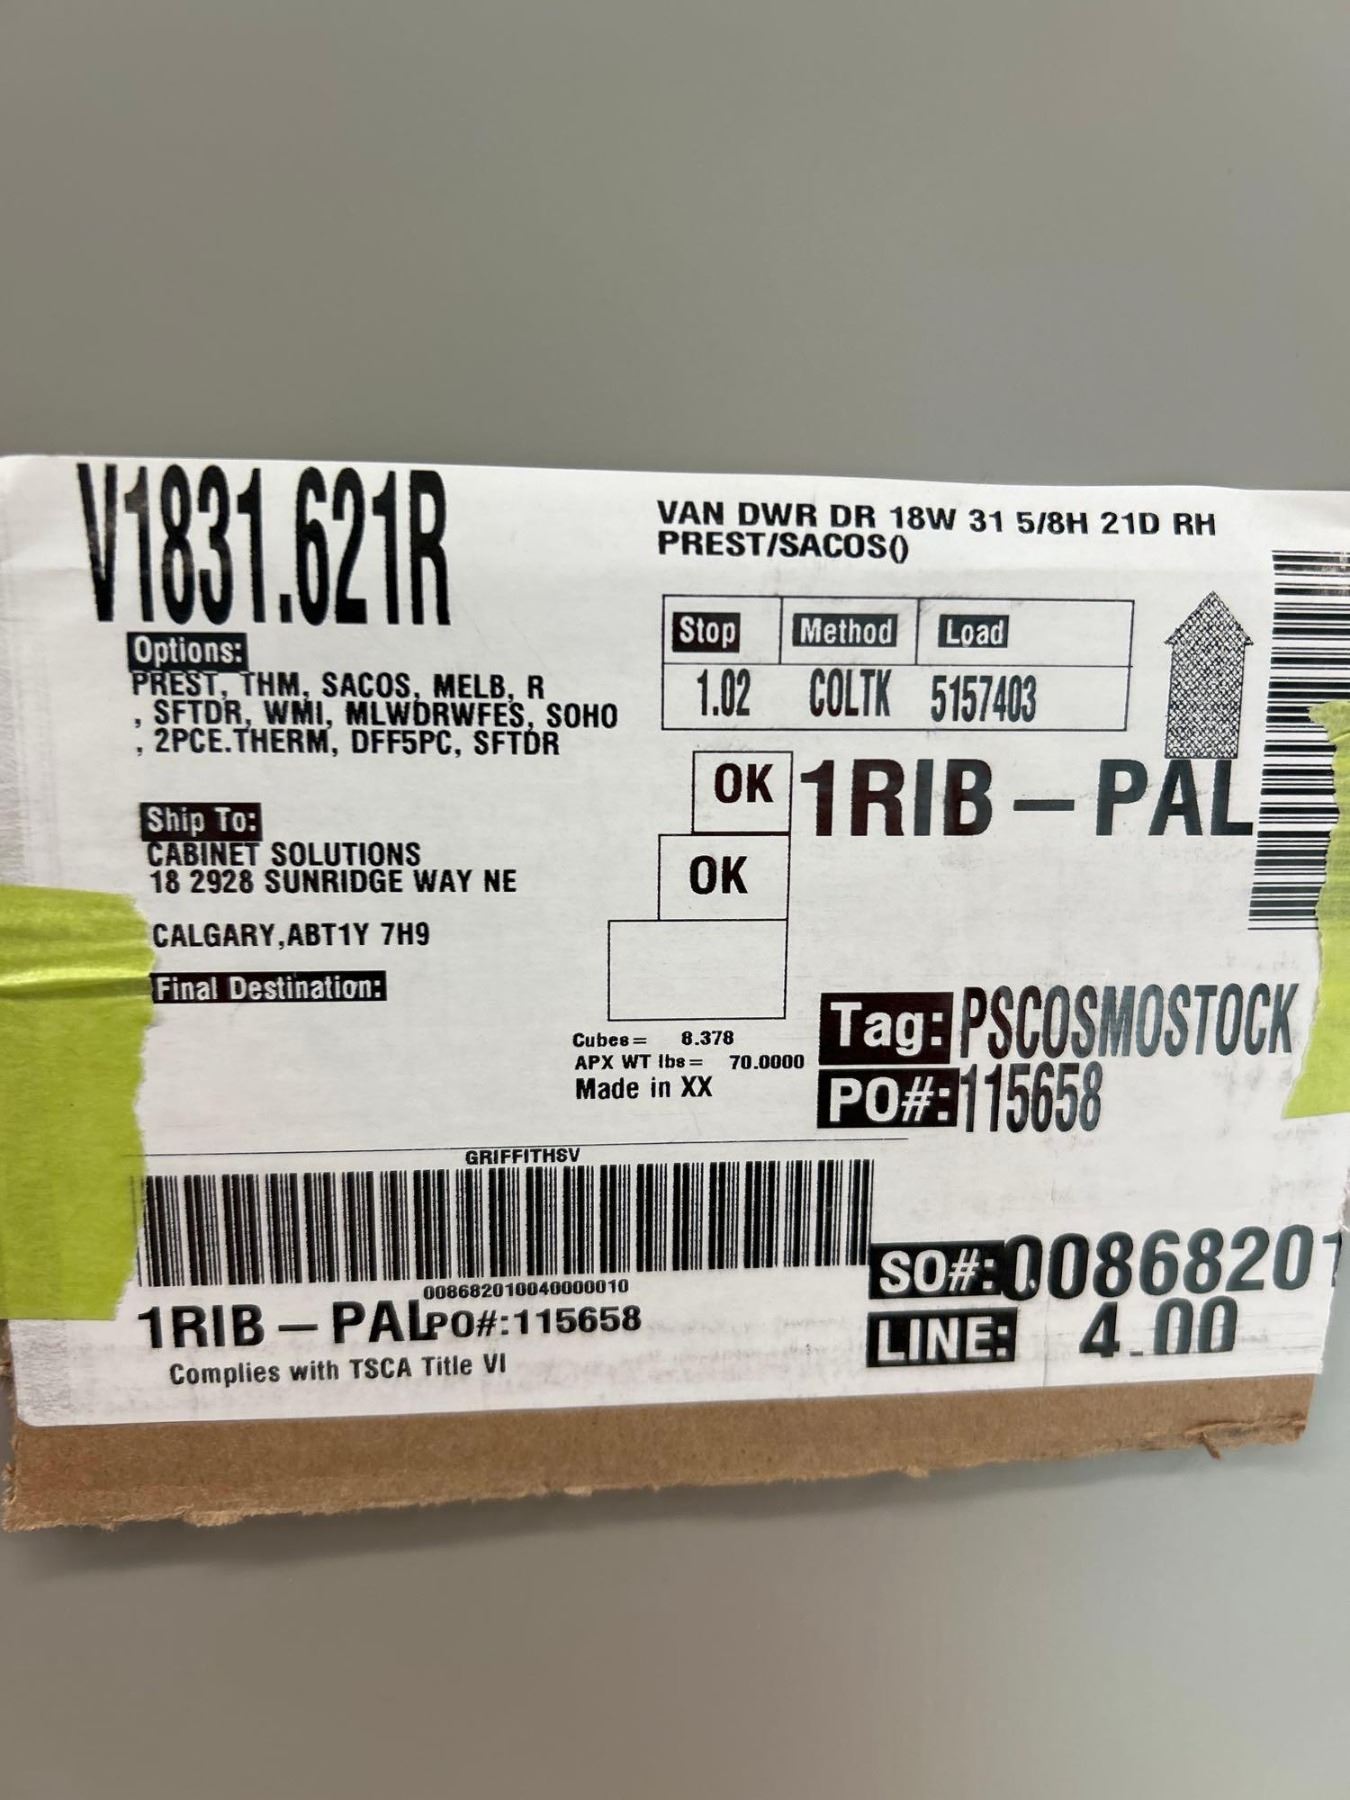 V1831.621R
VAN DWR DR 18W 31 5/8H 21D RH
PREST/SACOS()
Options:
PREST, THM, SACOS, MELB, R
, SFTDR, WMI, MLWDRWFES, SOHO
, 2PCE.THERM, DFF5PC, SFTDR
Stop Method Load
1.02 COLTK 5157403
OK
1RIB – PAL
OK
Ship To:
CABINET SOLUTIONS
18 2928 SUNRIDGE WAY NE
CALGARY,ABT1Y 7H9
Final Destination:
Cubes= 8.378
APX WT lbs= 70.0000
Made in XX
Tag: PSCOSMOSTOCK
PO#: 115658
GRIFFITHSV
008682010040000010
1RIB – PAL PO#:115658
Complies with TSCA Title VI
SO#: 00868201
LINE: 4.00